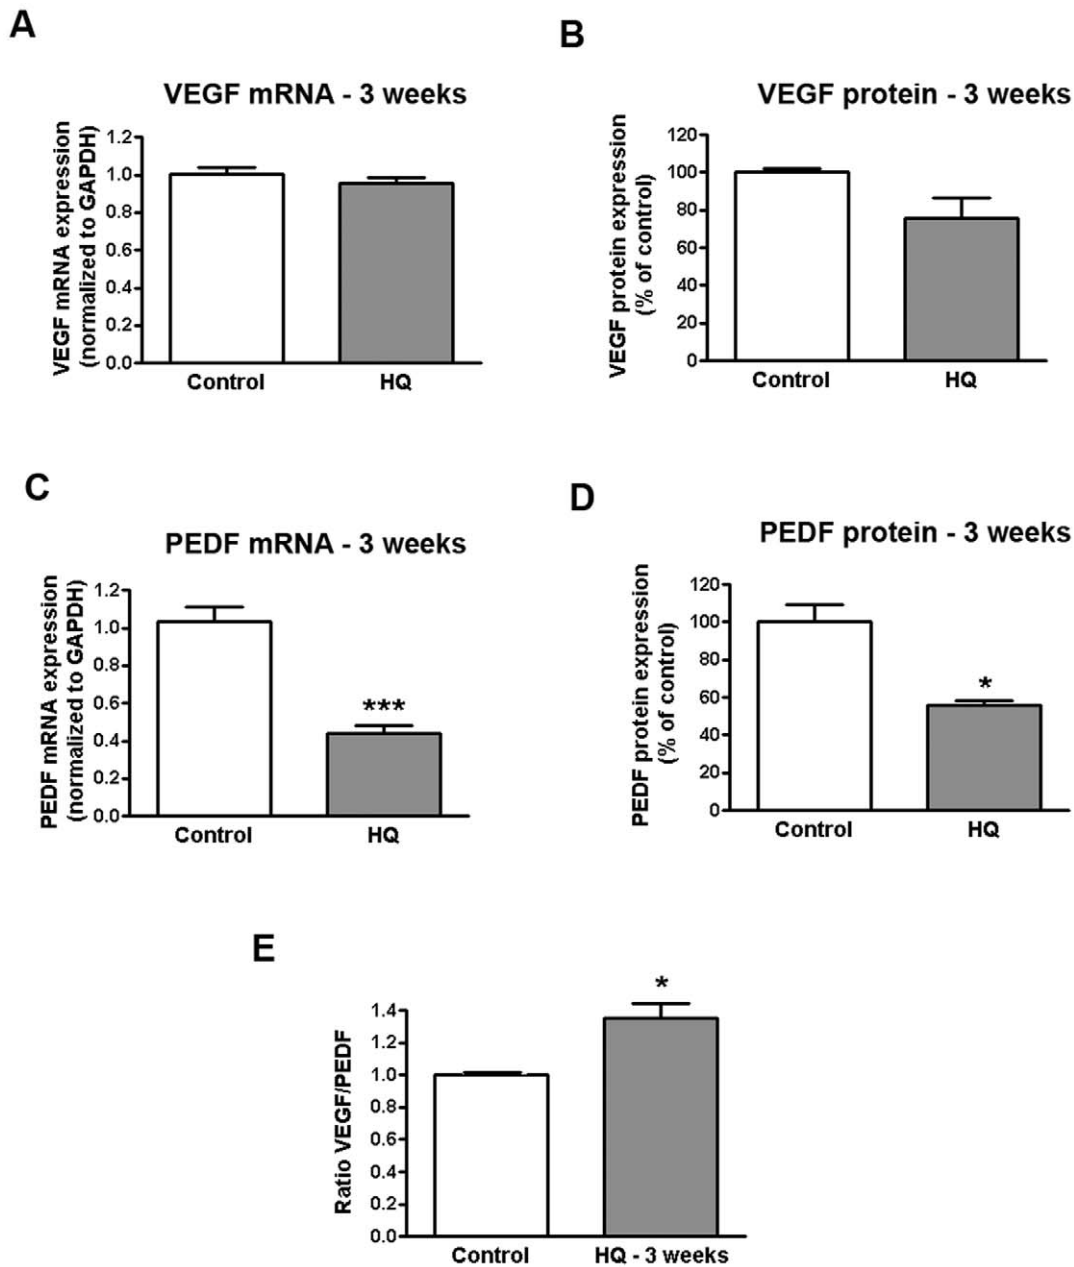 A
VEGF mRNA - 3 weeks
VEGF mRNA expression
(normalized to GAPDH)
1.2
1.0
0.8
0.6
0.4
0.2
0.0
Control
HQ
B
VEGF protein - 3 weeks
VEGF protein expression
(% of control)
120
100
80
60
40
20
0
Control
HQ
C
PEDF mRNA - 3 weeks
PEDF mRNA expression
(normalized to GAPDH)
1.2
1.0
0.8
0.6
0.4
0.2
0.0
***
Control
HQ
D
PEDF protein - 3 weeks
PEDF protein expression
(% of control)
120
100
80
60
40
20
0
*
Control
HQ
E
Ratio VEGF/PEDF
1.4
1.2
1.0
0.8
0.6
0.4
0.2
0.0
*
Control
HQ - 3 weeks